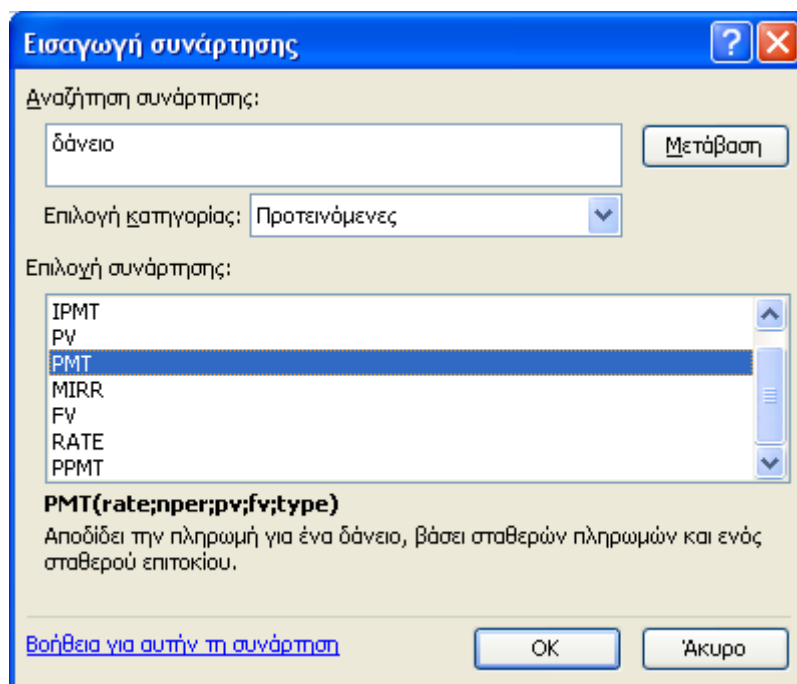 Εισαγωγή συνάρτησης
Αναζήτηση συνάρτησης:
δάνειο
Μετάβαση
Επιλογή κατηγορίας: Προτεινόμενες
Επιλογή συνάρτησης:
IPMT
PV
PMT
MIRR
FV
RATE
PPMT
PMT(rate;nper;pv;fv;type)
Αποδίδει την πληρωμή για ένα δάνειο, βάσει σταθερών πληρωμών και ενός
σταθερού επιτοκίου.
Βοήθεια για αυτήν τη συνάρτηση
OK
Άκυρο